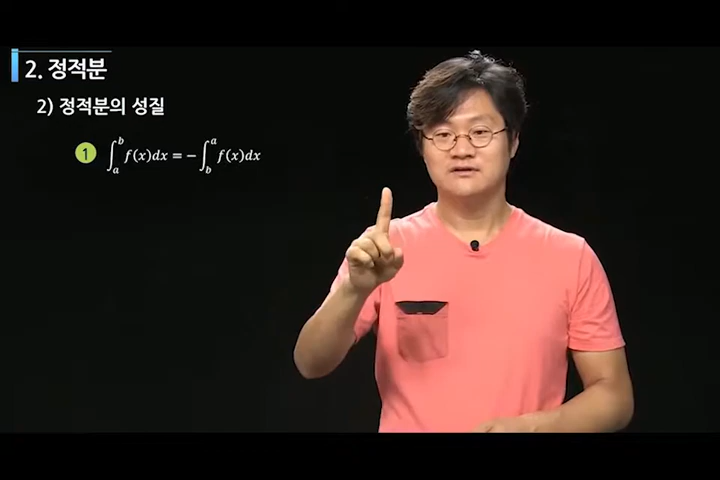 2. 정적분
2) 정적분의 성질
1 ∫_a^b f(x)dx = −∫_b^a f(x)dx